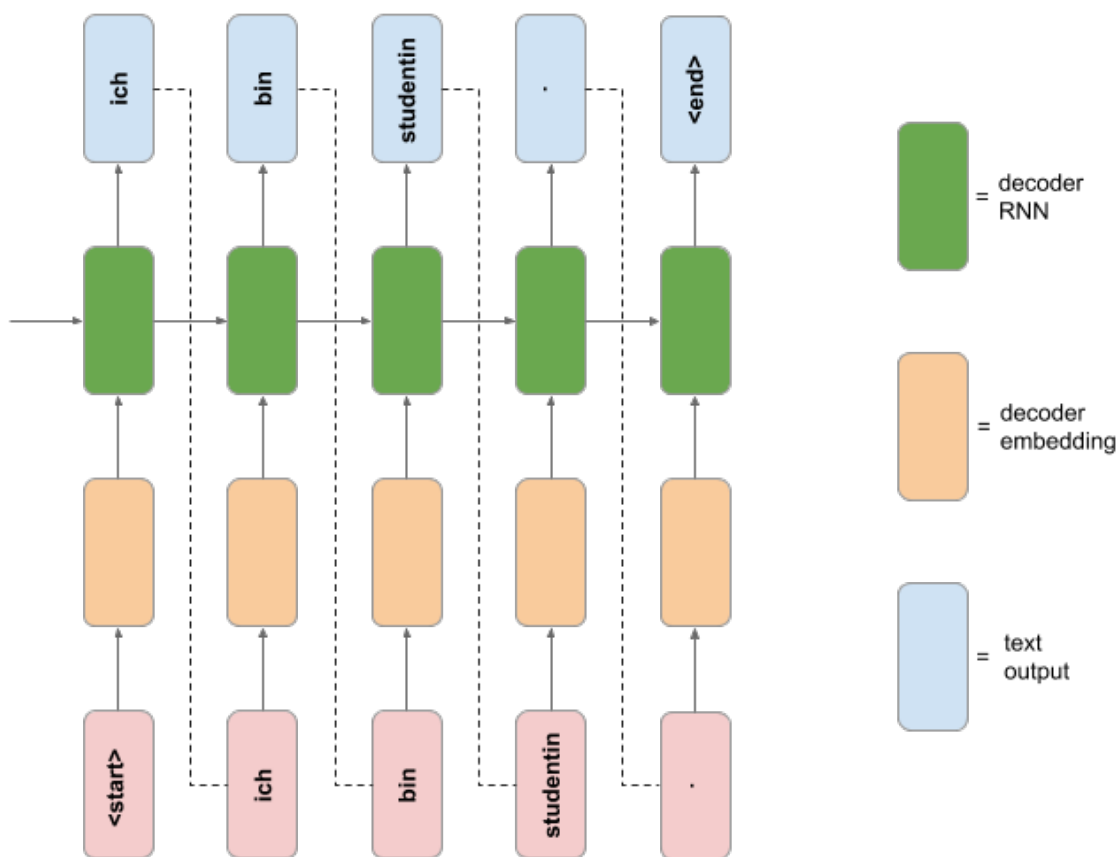 ich
bin
studentin
.
<end>
= decoder
RNN
= decoder
embedding
= text
output
<start>
ich
bin
studentin
.